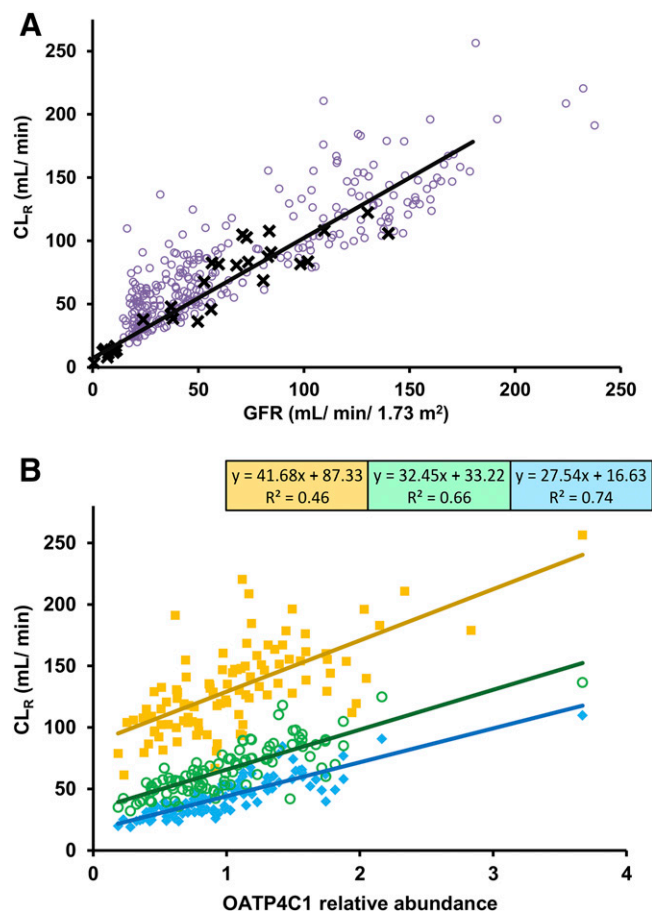 A
CL_R (mL/ min)
250
200
150
100
50
0
0 50 100 150 200 250
GFR (mL/ min/ 1.73 m²)
B
y = 41.68x + 87.33 y = 32.45x + 33.22 y = 27.54x + 16.63
R² = 0.46 R² = 0.66 R² = 0.74
CL_R (mL/ min)
250
200
150
100
50
0
0 1 2 3 4
OATP4C1 relative abundance